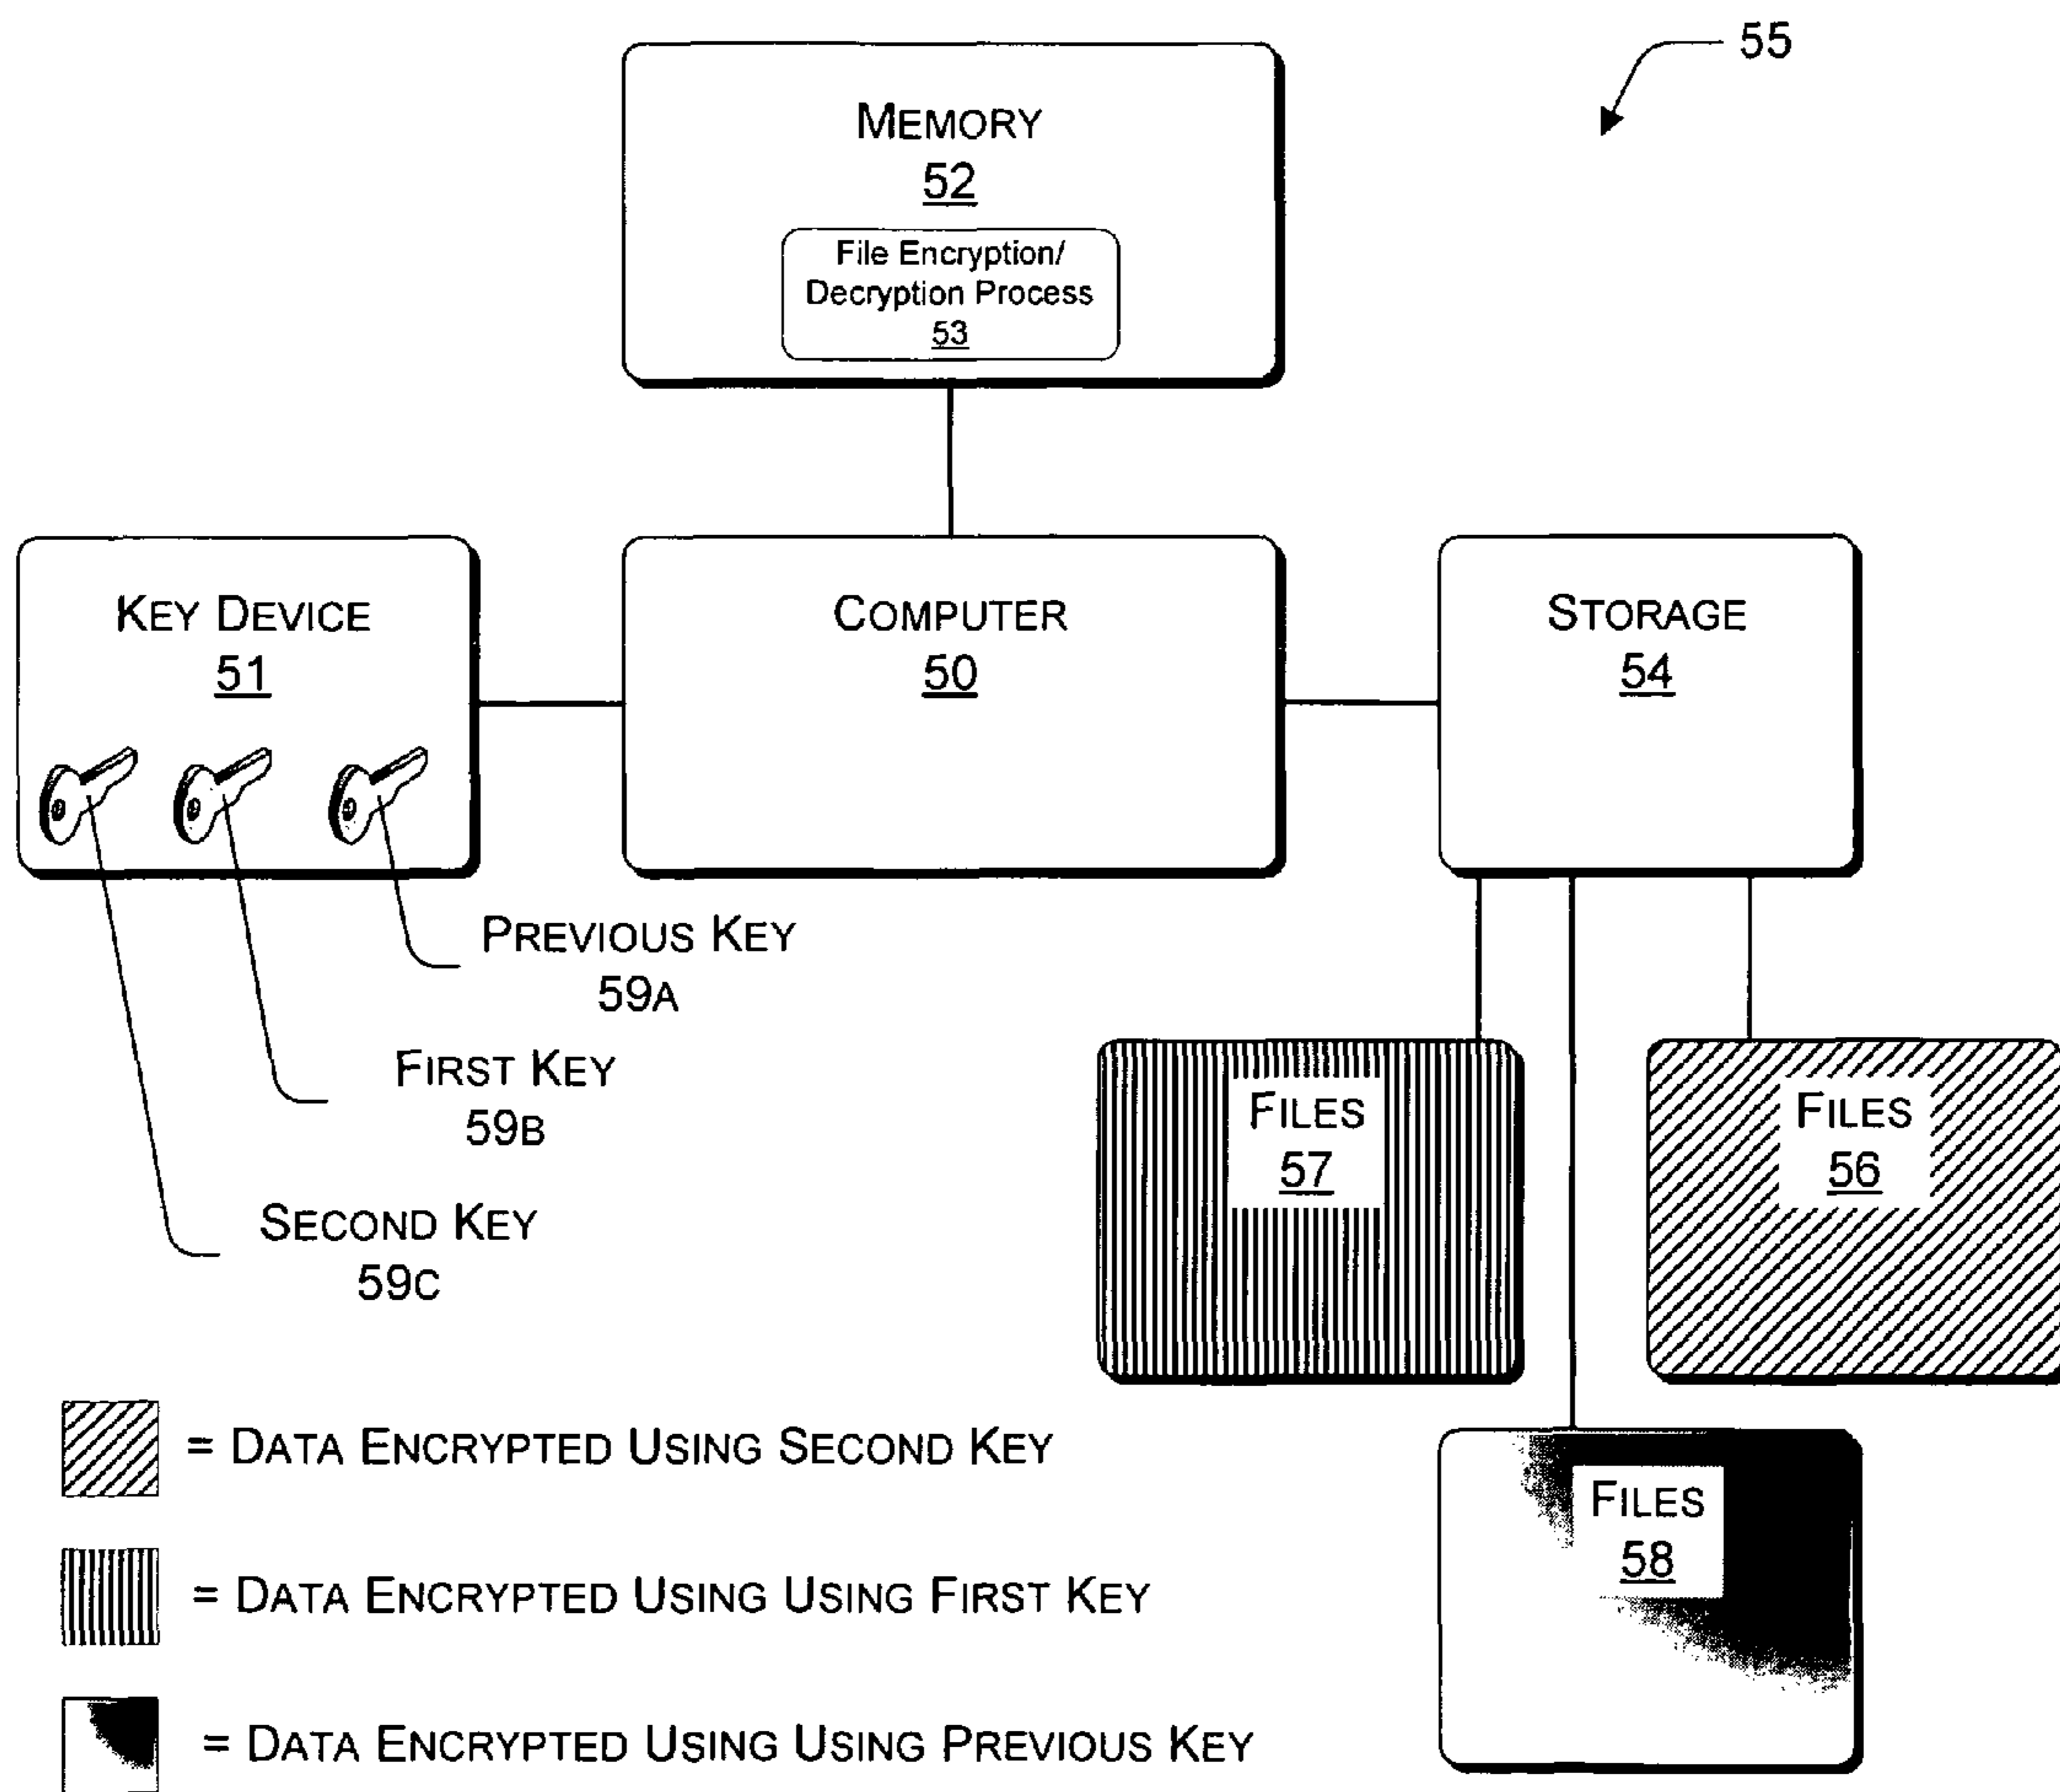 55
MEMORY
52
File Encryption/
Decryption Process
53
KEY DEVICE
51
COMPUTER
50
STORAGE
54
PREVIOUS KEY
59A
FIRST KEY
59B
SECOND KEY
59C
FILES
57
FILES
56
FILES
58
= DATA ENCRYPTED USING SECOND KEY
= DATA ENCRYPTED USING USING FIRST KEY
= DATA ENCRYPTED USING USING PREVIOUS KEY